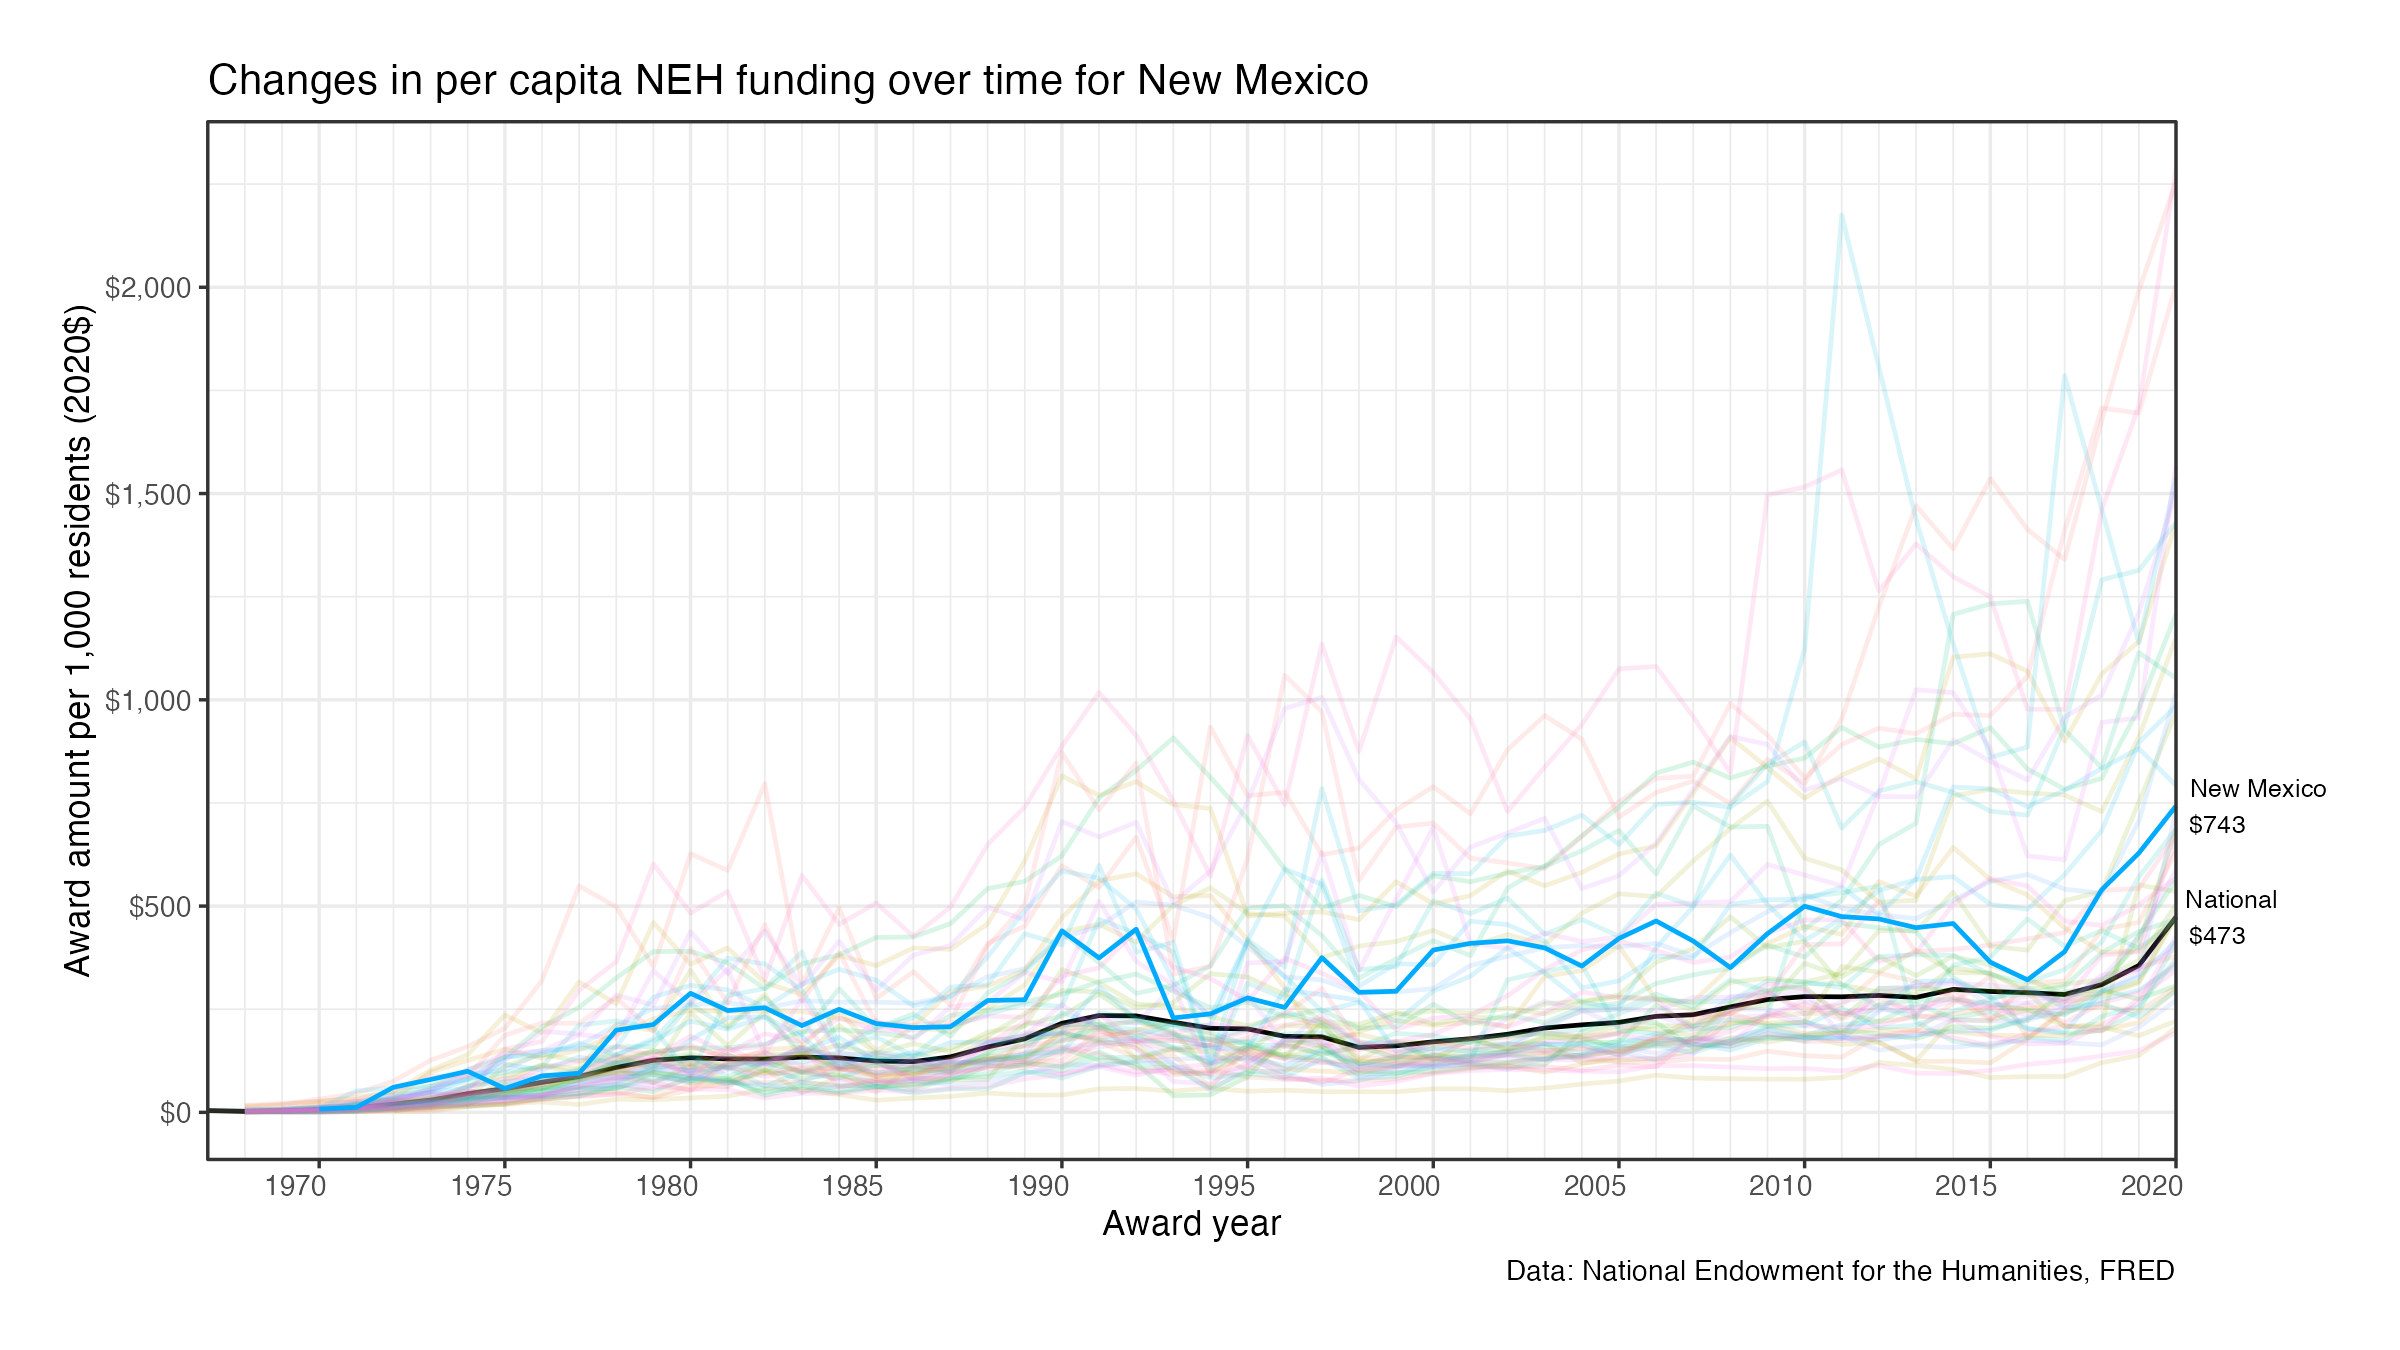 Changes in per capita NEH funding over time for New Mexico
Award amount per 1,000 residents (2020$)
$2,000
$1,500
$1,000
$500
$0
New Mexico
$743
National
$473
1970 1975 1980 1985 1990 1995 2000 2005 2010 2015 2020
Award year
Data: National Endowment for the Humanities, FRED